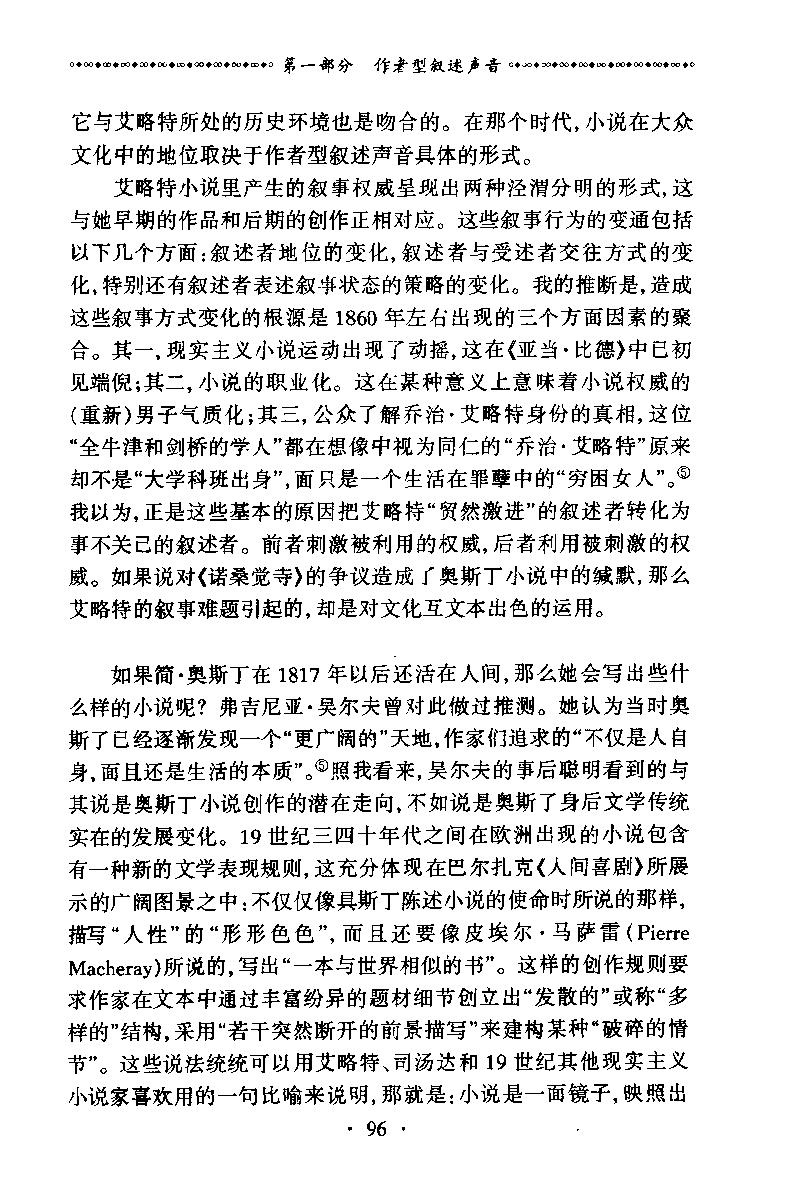 第一部分 作者型叙述声音
它与艾略特所处的历史环境也是吻合的。在那个时代,小说在大众
文化中的地位取决于作者型叙述声音具体的形式。
艾略特小说里产生的叙事权威呈现出两种泾渭分明的形式,这
与她早期的作品和后期的创作正相对应。这些叙事行为的变通包括
以下几个方面:叙述者地位的变化,叙述者与受述者交往方式的变
化,特别还有叙述者表述叙事状态的策略的变化。我的推断是,造成
这些叙事方式变化的根源是1860年左右出现的三个方面因素的聚
合。其一,现实主义小说运动出现了动摇,这在《亚当·比德》中已初
见端倪;其二,小说的职业化。这在某种意义上意味着小说权威的
(重新)男子气质化;其三,公众了解乔治·艾略特身份的真相,这位
“全牛津和剑桥的学人”都在想像中视为同仁的“乔治·艾略特”原来
却不是“大学科班出身”,面只是一个生活在罪孽中的“穷困女人”。⑤
我以为,正是这些基本的原因把艾略特“贸然激进”的叙述者转化为
事不关己的叙述者。前者刺激被利用的权威,后者利用被刺激的权
威。如果说对《诺桑觉寺》的争议造成了奥斯丁小说中的缄默,那么
艾略特的叙事难题引起的,却是对文化互文本出色的运用。
如果简·奥斯丁在1817年以后还活在人间,那么她会写出些什
么样的小说呢？弗吉尼亚·吴尔夫曾对此做过推测。她认为当时奥
斯了已经逐渐发现一个“更广阔的”天地,作家们追求的“不仅是人自
身,而且还是生活的本质”。⑤照我看来,吴尔夫的事后聪明看到的与
其说是奥斯丁小说创作的潜在走向,不如说是奥斯了身后文学传统
实在的发展变化。19世纪三四十年代之间在欧洲出现的小说包含
有一种新的文学表现规则,这充分体现在巴尔扎克《人间喜剧》所展
示的广阔图景之中:不仅仅像具斯丁陈述小说的使命时所说的那样,
描写“人性”的“形形色色”,而且还要像皮埃尔·马萨雷(Pierre
Macheray)所说的,写出“一本与世界相似的书”。这样的创作规则要
求作家在文本中通过丰富纷异的题材细节创立出“发散的”或称“多
样的”结构,采用“若干突然断开的前景描写”来建构某种“破碎的情
节”。这些说法统统可以用艾略特、司汤达和19世纪其他现实主义
小说家喜欢用的一句比喻来说明,那就是:小说是一面镜子,映照出
·96·